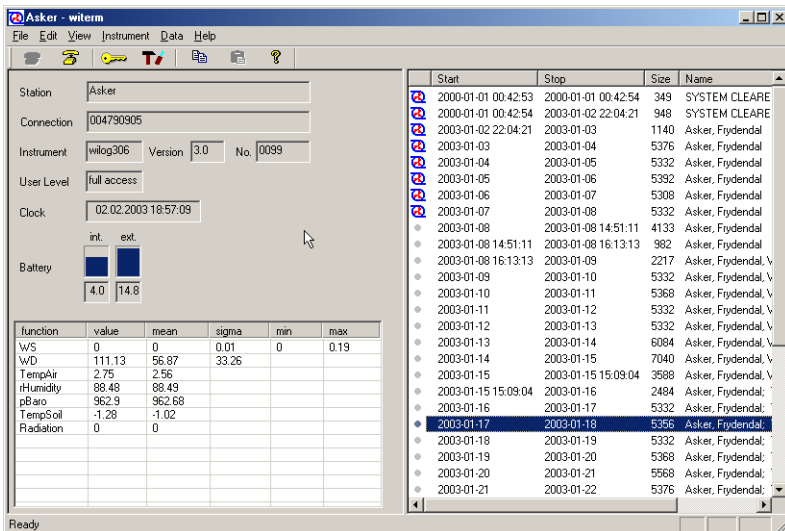 Asker - witerm
File Edit View Instrument Data Help
Station Asker
Connection 004790905
Instrument wilog306 Version 3.0 No. 0099
User Level full access
Clock 02.02.2003 18:57:09
int. ext.
Battery
4.0 14.8
function value mean sigma min max
WS 0 0 0.01 0 0.19
WD 111.13 56.87 33.26
TempAir 2.75 2.56
rHumidity 88.48 88.49
pBaro 962.9 962.68
TempSoil -1.28 -1.02
Radiation 0 0
Start Stop Size Name
2000-01-01 00:42:53 2000-01-01 00:42:54 349 SYSTEM CLEARE
2000-01-01 00:42:54 2003-01-02 22:04:21 948 SYSTEM CLEARE
2003-01-02 22:04:21 2003-01-03 1140 Asker, Frydendal
2003-01-03 2003-01-04 5376 Asker, Frydendal
2003-01-04 2003-01-05 5332 Asker, Frydendal
2003-01-05 2003-01-06 5392 Asker, Frydendal
2003-01-06 2003-01-07 5308 Asker, Frydendal
2003-01-07 2003-01-08 5332 Asker, Frydendal
2003-01-08 2003-01-08 14:51:11 4133 Asker, Frydendal
2003-01-08 14:51:11 2003-01-08 16:13:13 982 Asker, Frydendal
2003-01-08 16:13:13 2003-01-09 2217 Asker, Frydendal,
2003-01-09 2003-01-10 5332 Asker, Frydendal,
2003-01-10 2003-01-11 5368 Asker, Frydendal,
2003-01-11 2003-01-12 5332 Asker, Frydendal,
2003-01-12 2003-01-13 5332 Asker, Frydendal,
2003-01-13 2003-01-14 6084 Asker, Frydendal,
2003-01-14 2003-01-15 7040 Asker, Frydendal,
2003-01-15 2003-01-15 15:09:04 3588 Asker, Frydendal,
2003-01-15 15:09:04 2003-01-16 2484 Asker, Frydendal;
2003-01-16 2003-01-17 5332 Asker, Frydendal;
2003-01-17 2003-01-18 5356 Asker, Frydendal;
2003-01-18 2003-01-19 5332 Asker, Frydendal;
2003-01-19 2003-01-20 5368 Asker, Frydendal;
2003-01-20 2003-01-21 5568 Asker, Frydendal;
2003-01-21 2003-01-22 5376 Asker, Frydendal;
Ready